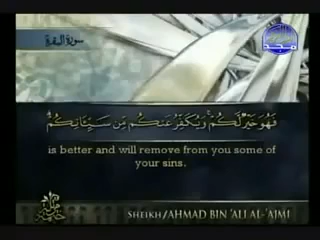 سورة البقرة
فَهُوَ خَيْرٌ لَّكُمْ ۚ وَيُكَفِّرُ عَنكُم مِّن سَيِّئَاتِكُمْ ۗ
is better and will remove from you some of
your sins.
SHEIKH/AHMAD BIN 'ALI AL-'AJMI